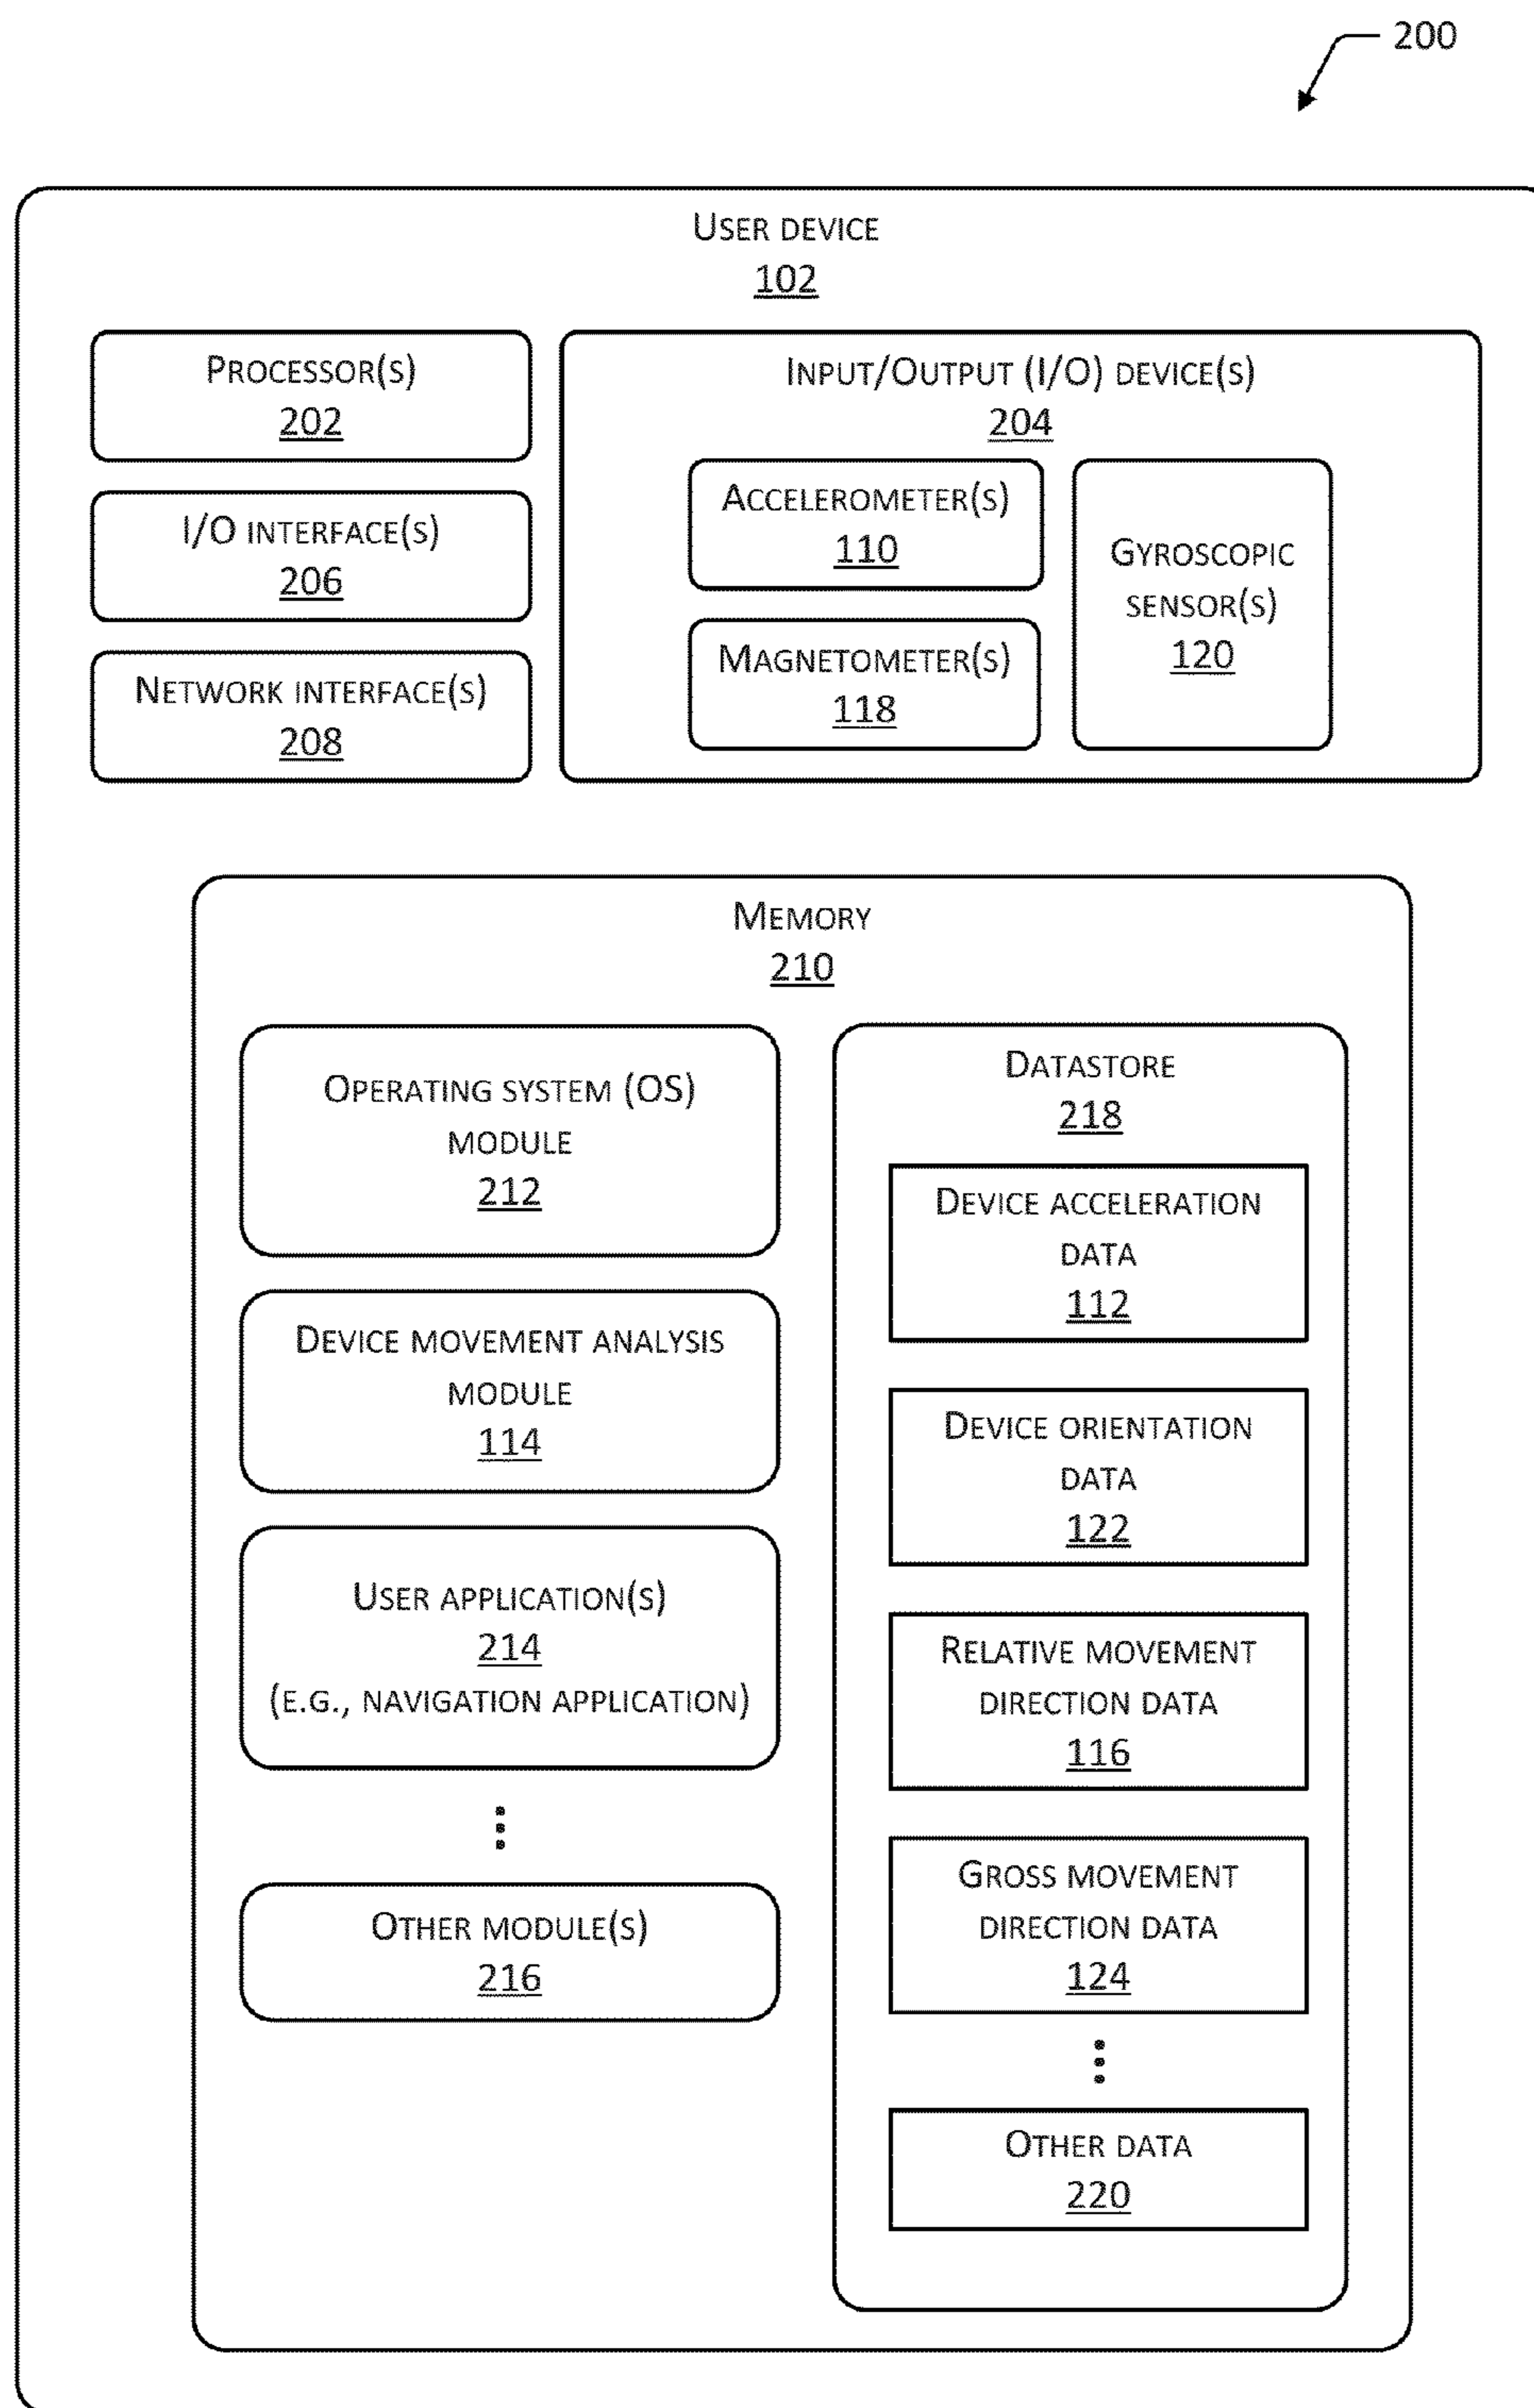 200
USER DEVICE
102
PROCESSOR(S)
202
I/O INTERFACE(S)
206
NETWORK INTERFACE(S)
208
INPUT/OUTPUT (I/O) DEVICE(S)
204
ACCELEROMETER(S)
110
MAGNETOMETER(S)
118
GYROSCOPIC
SENSOR(S)
120
MEMORY
210
OPERATING SYSTEM (OS)
MODULE
212
DEVICE MOVEMENT ANALYSIS
MODULE
114
USER APPLICATION(S)
214
(E.G., NAVIGATION APPLICATION)
OTHER MODULE(S)
216
DATASTORE
218
DEVICE ACCELERATION
DATA
112
DEVICE ORIENTATION
DATA
122
RELATIVE MOVEMENT
DIRECTION DATA
116
GROSS MOVEMENT
DIRECTION DATA
124
OTHER DATA
220